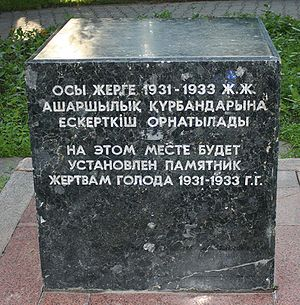 ОСЫ ЖЕРГЕ 1931-1933 Ж.Ж.
АШАРШЫЛЫҚ ҚҰРБАНДАРЫНА
ЕСКЕРТКІШ ОРНАТЫЛАДЫ
НА ЭТОМ МЕСТЕ БУДЕТ
УСТАНОВЛЕН ПАМЯТНИК
ЖЕРТВАМ ГОЛОДА 1931-1933 Г.Г.